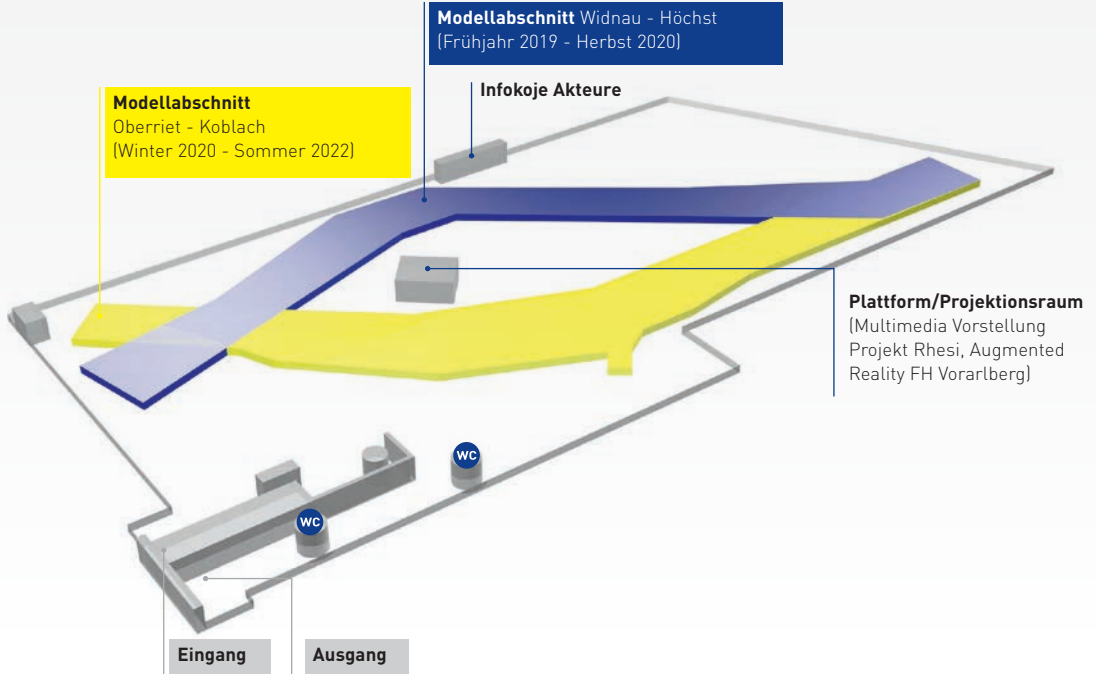 Modellabschnitt Widnau - Höchst
(Frühjahr 2019 - Herbst 2020)
Infokoje Akteure
Modellabschnitt
Oberriet - Koblach
(Winter 2020 - Sommer 2022)
Plattform/Projektionsraum
(Multimedia Vorstellung
Projekt Rhesi, Augmented
Reality FH Vorarlberg)
WC
WC
Eingang
Ausgang